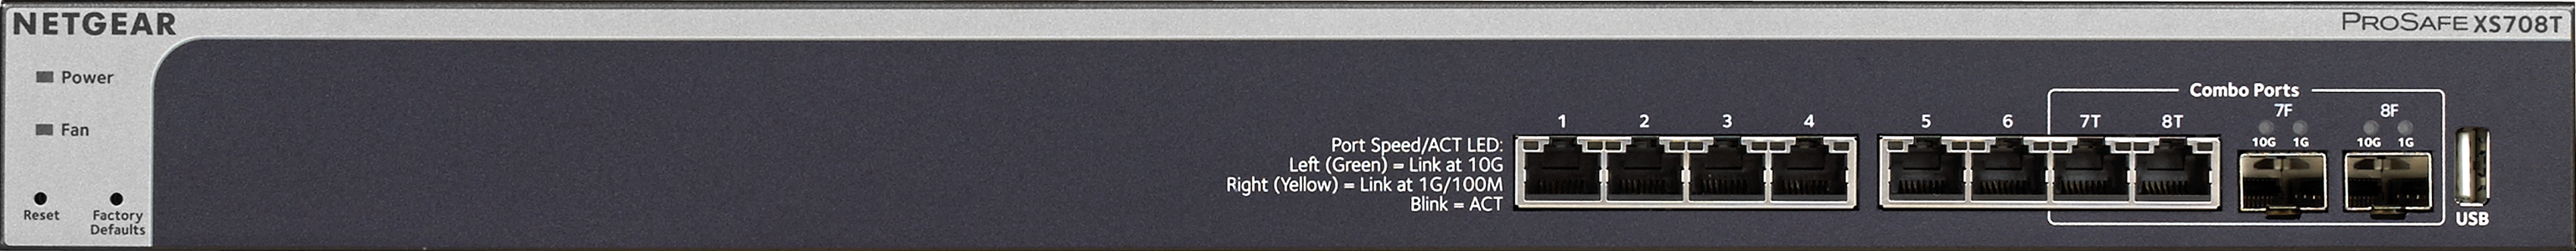 NETGEAR
PROSAFE XS708T
Power
Fan
Reset
Factory
Defaults
Port Speed/ACT LED:
Left (Green) = Link at 10G
Right (Yellow) = Link at 1G/100M
Blink = ACT
1 2 3 4 5 6 7T 8T
Combo Ports
7F 8F
10G 1G 10G 1G
USB